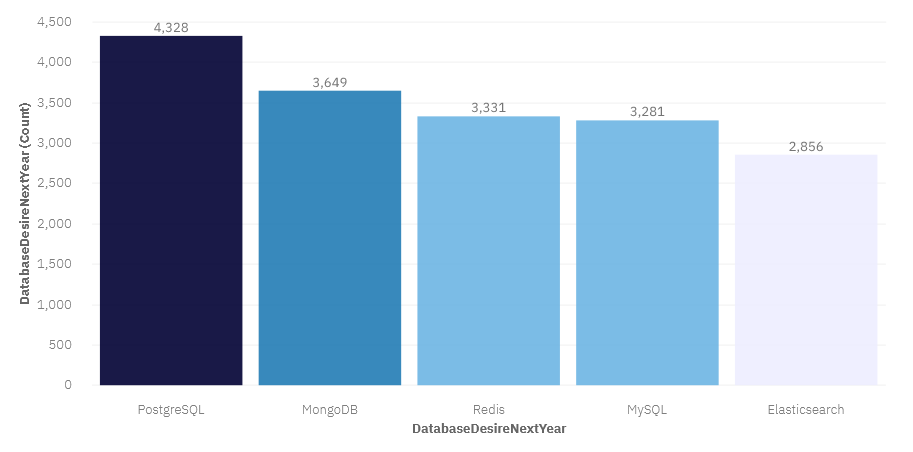 4,500
4,000
3,500
3,000
2,500
2,000
1,500
1,000
500
0
DatabaseDesireNextYear (Count)
4,328
3,649
3,331
3,281
2,856
PostgreSQL
MongoDB
Redis
MySQL
Elasticsearch
DatabaseDesireNextYear